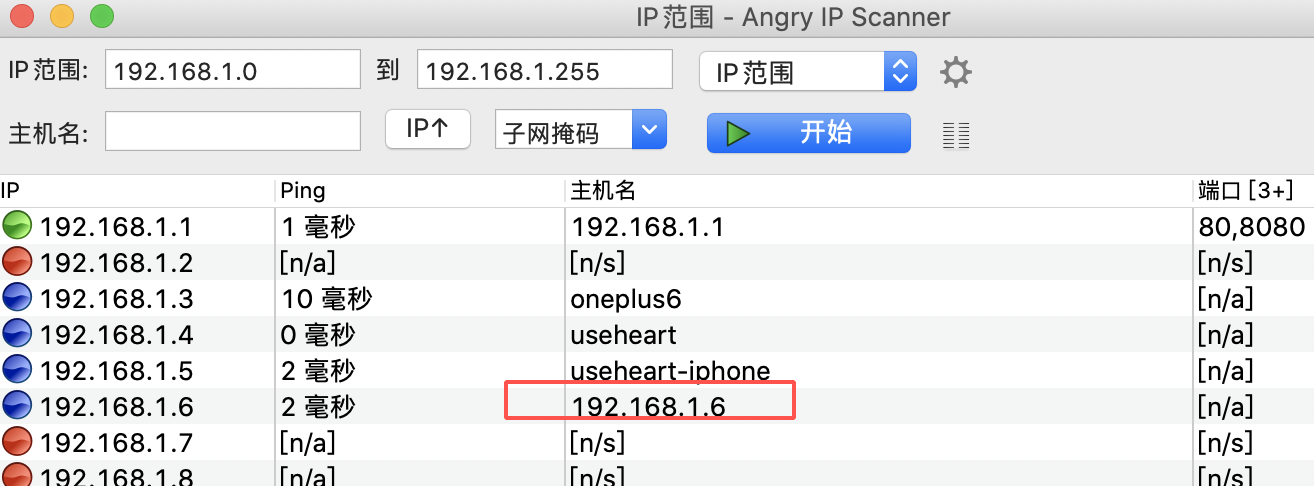 IP 范围 - Angry IP Scanner
IP 范围: 192.168.1.0 到 192.168.1.255 IP 范围
主机名: IP↑ 子网掩码 开始
IP Ping 主机名 端口 [3+]
192.168.1.1 1 毫秒 192.168.1.1 80,8080
192.168.1.2 [n/a] [n/s] [n/s]
192.168.1.3 10 毫秒 oneplus6 [n/a]
192.168.1.4 0 毫秒 useheart [n/a]
192.168.1.5 2 毫秒 useheart-iphone [n/a]
192.168.1.6 2 毫秒 192.168.1.6 [n/a]
192.168.1.7 [n/a] [n/s] [n/s]
192.168.1.8 [n/a] [n/s] [n/s]